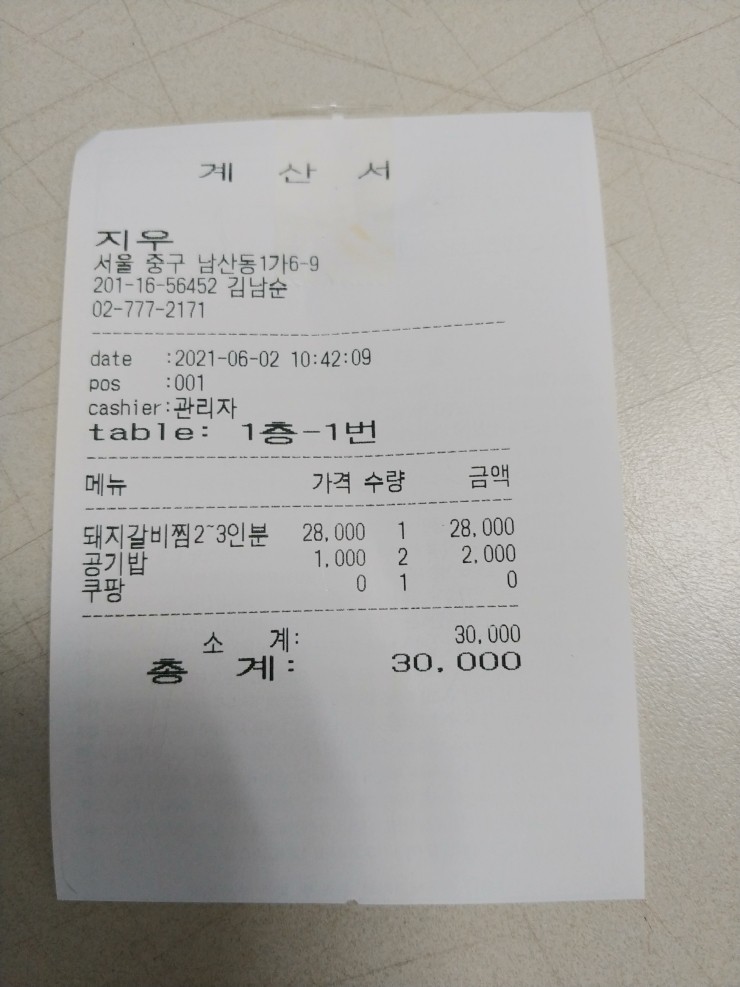 계 산 서
지우
서울 중구 남산동1가6-9
201-16-56452 김남순
02-777-2171
date :2021-06-02 10:42:09
pos :001
cashier:관리자
table: 1층-1번
메뉴 가격 수량 금액
돼지갈비찜2~3인분 28,000 1 28,000
공기밥 1,000 2 2,000
쿠팡 0 1 0
소 계: 30,000
총 계: 30,000